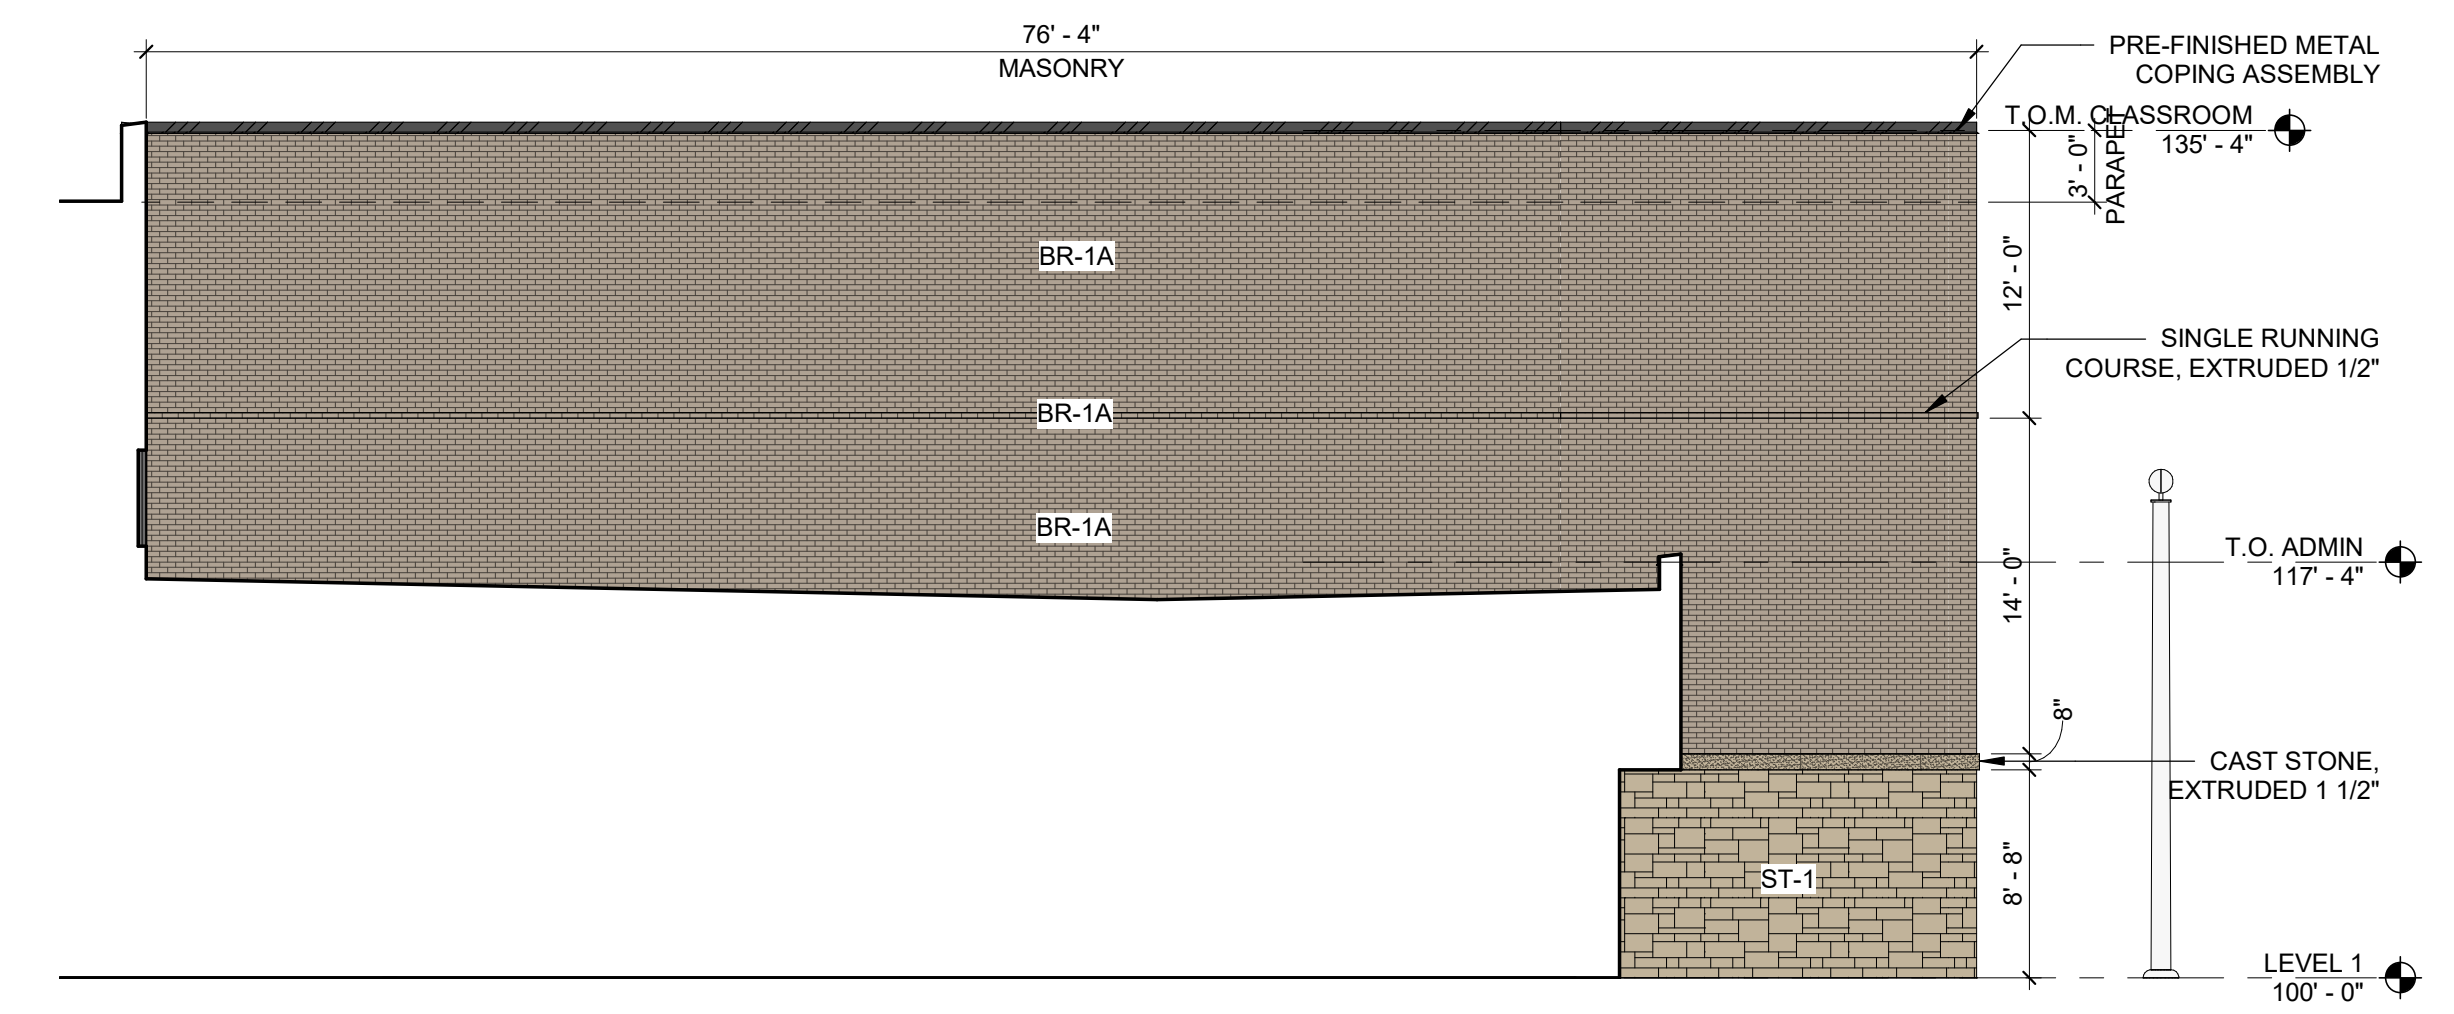 76' - 4"
MASONRY
PRE-FINISHED METAL
COPING ASSEMBLY
T.O.M. CLASSROOM
135' - 4"
3' - 0"
PARAPET
BR-1A
12' - 0"
SINGLE RUNNING
COURSE, EXTRUDED 1/2"
BR-1A
BR-1A
T.O. ADMIN
117' - 4"
14' - 0"
8"
CAST STONE,
EXTRUDED 1 1/2"
ST-1
8' - 8"
LEVEL 1
100' - 0"